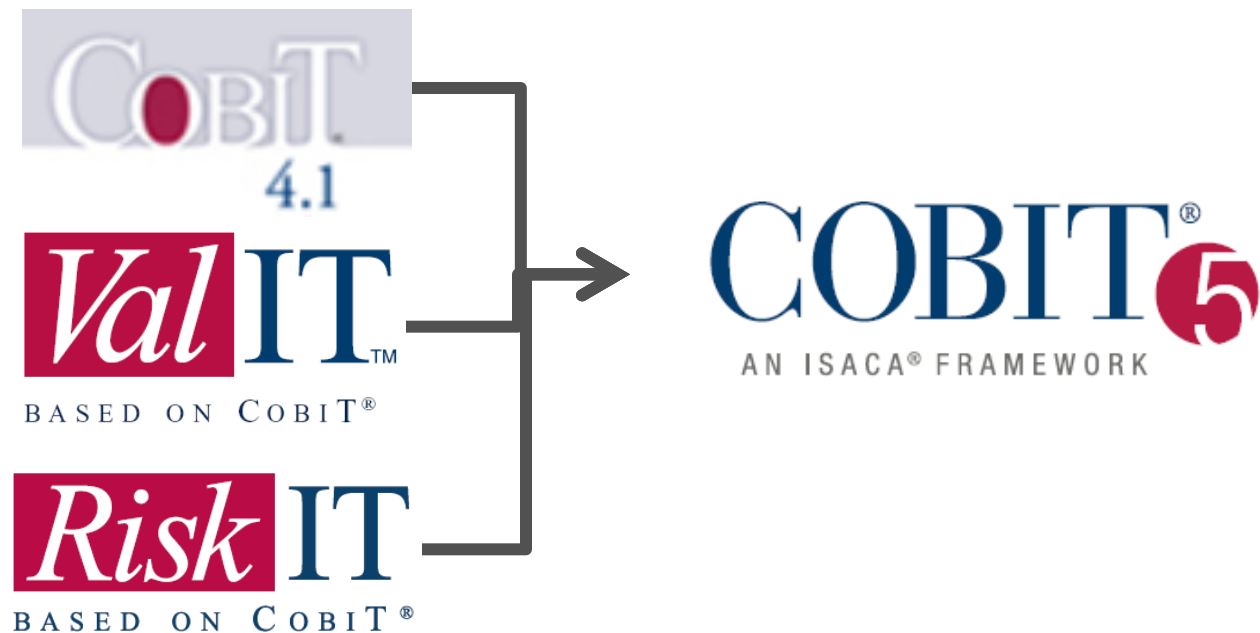 COBIT
4.1
Val IT™
BASED ON COBIT®
Risk IT
BASED ON COBIT®
COBIT® 5
AN ISACA® FRAMEWORK